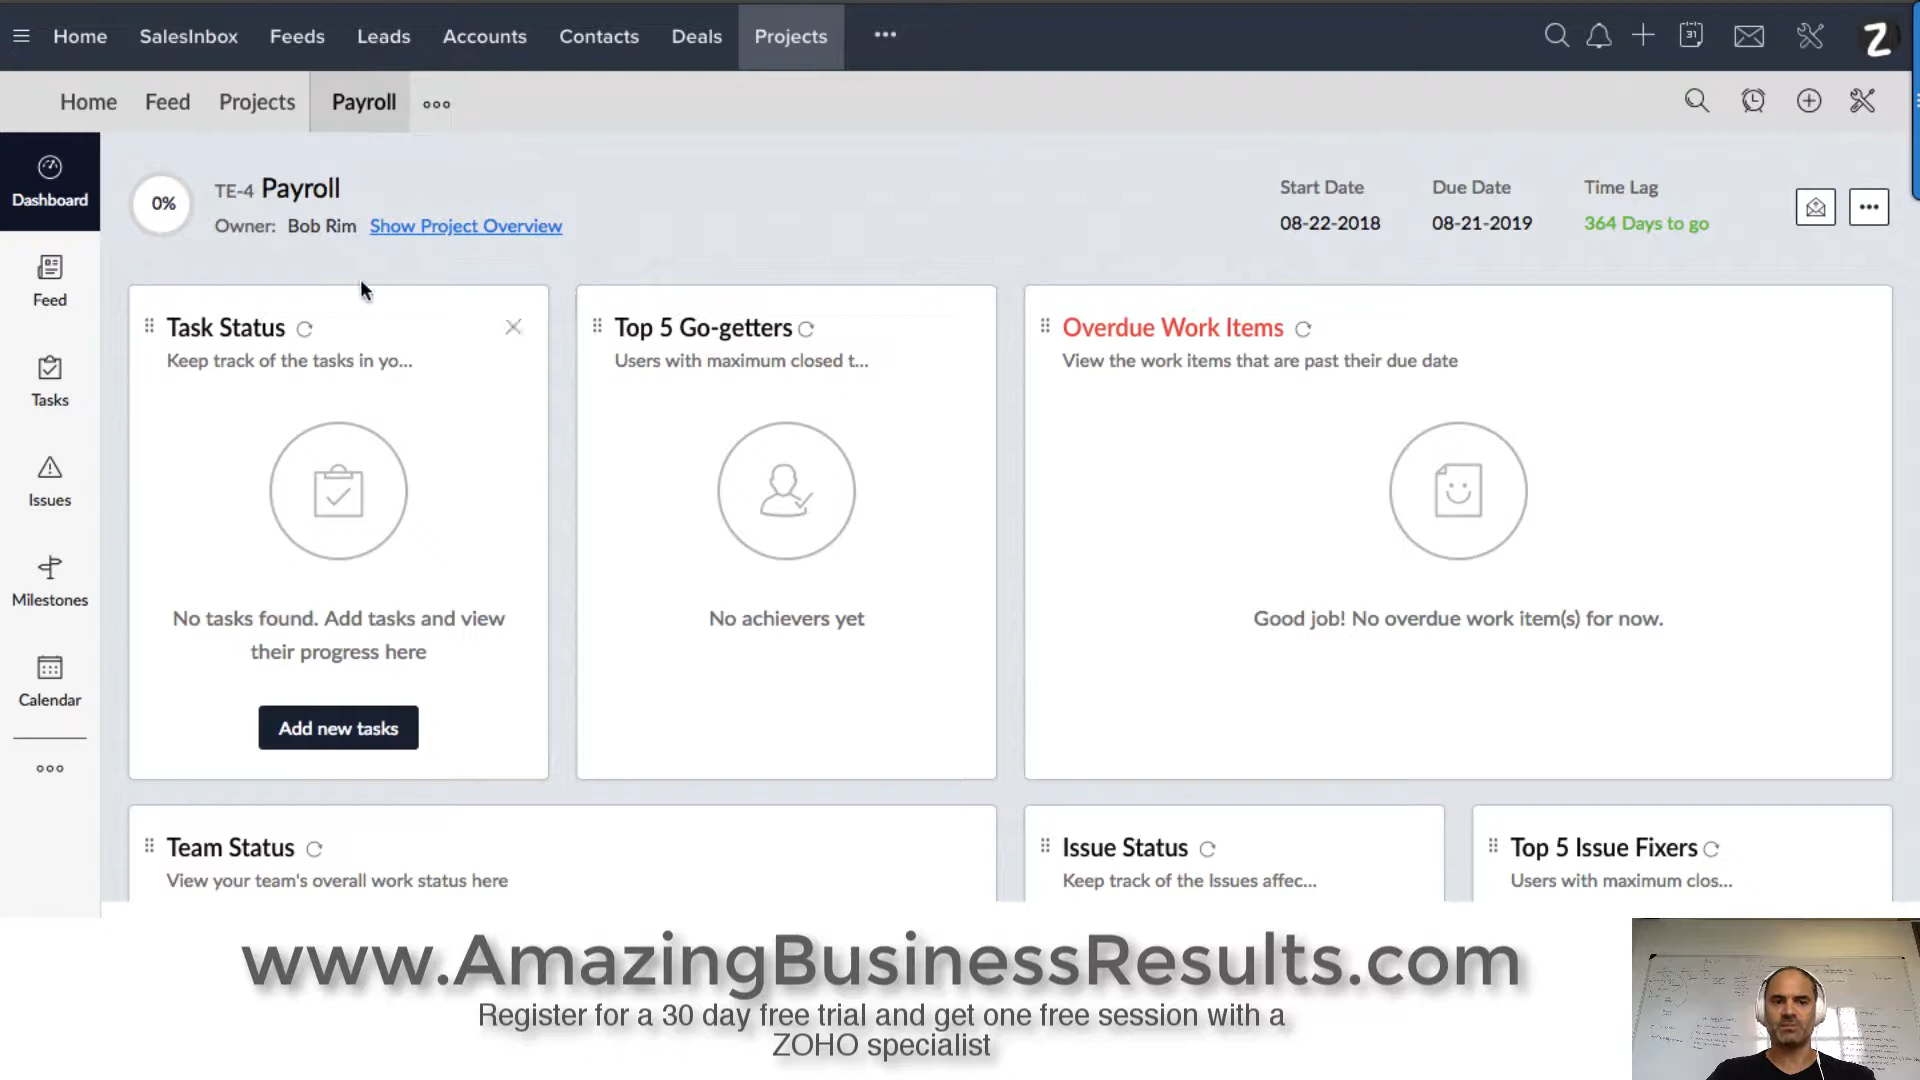 Home SalesInbox Feeds Leads Accounts Contacts Deals Projects
31
Z
Home Feed Projects Payroll
Dashboard
Feed
Tasks
Issues
Milestones
Calendar
0%
TE-4 Payroll
Owner: Bob Rim Show Project Overview
Start Date Due Date Time Lag
08-22-2018 08-21-2019 364 Days to go
Task Status
Keep track of the tasks in yo...
No tasks found. Add tasks and view
their progress here
Add new tasks
Top 5 Go-getters
Users with maximum closed t...
No achievers yet
Overdue Work Items
View the work items that are past their due date
Good job! No overdue work item(s) for now.
Team Status
View your team's overall work status here
Issue Status
Keep track of the Issues affec...
Top 5 Issue Fixers
Users with maximum clos...
www.AmazingBusinessResults.com
Register for a 30 day free trial and get one free session with a
ZOHO specialist